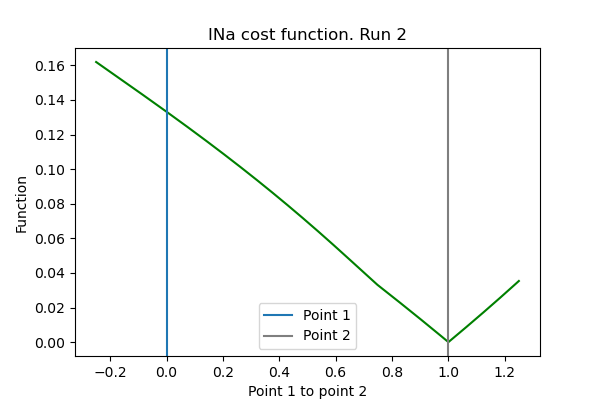 INa cost function. Run 2
0.16
0.14
0.12
0.10
0.08
0.06
0.04
0.02
0.00
Function
Point 1
Point 2
−0.2 0.0 0.2 0.4 0.6 0.8 1.0 1.2
Point 1 to point 2